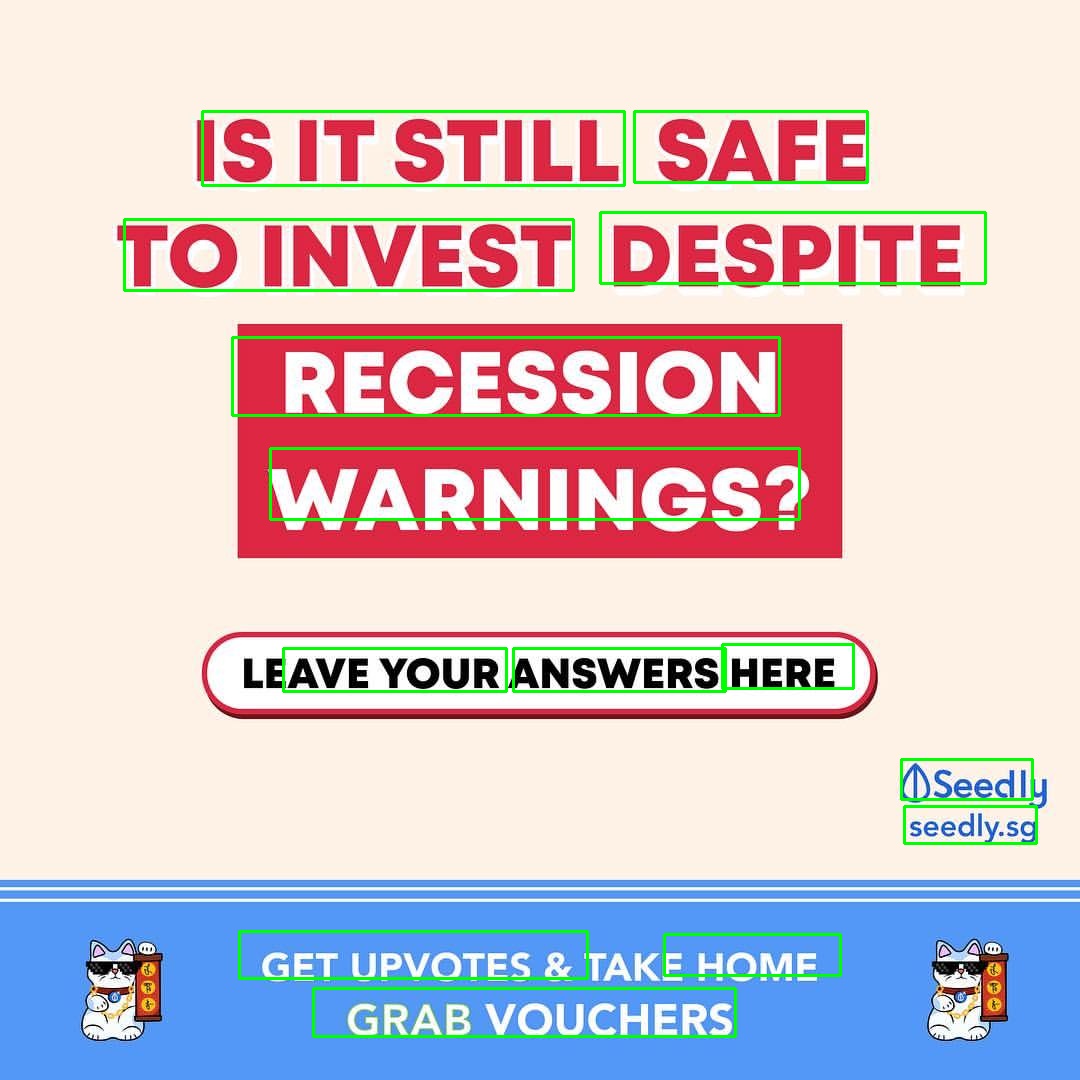 IS IT STILL SAFE
TO INVEST DESPITE
RECESSION
WARNINGS?
LEAVE YOUR ANSWERS HERE
Seedly
seedly.sg
GET UPVOTES & TAKE HOME
GRAB VOUCHERS